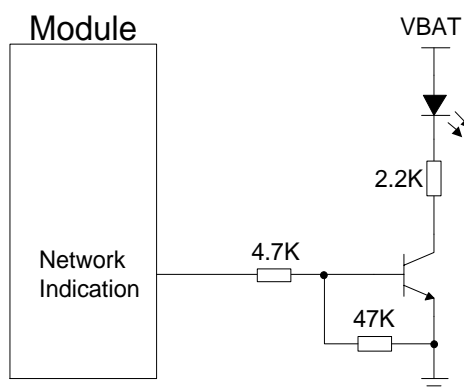 Module
VBAT
2.2K
4.7K
Network
Indication
47K